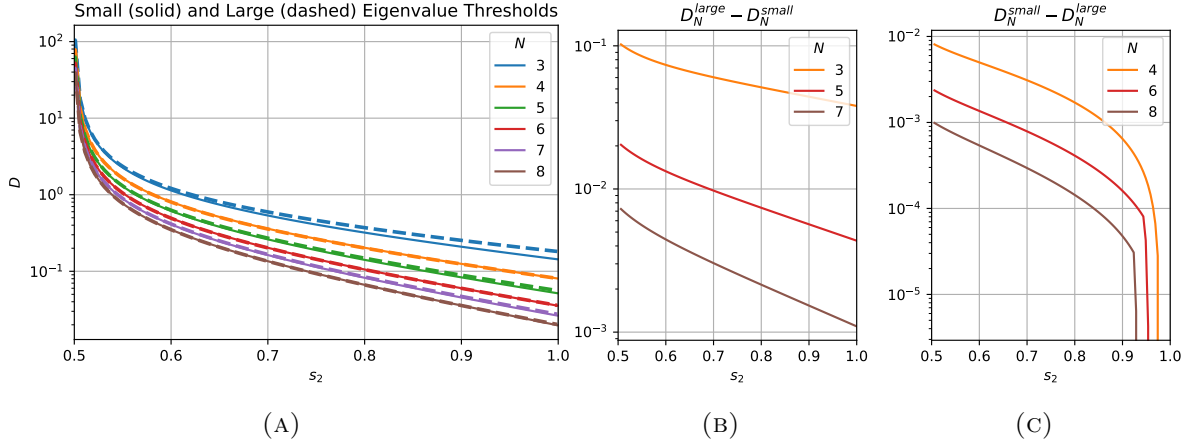 Small (solid) and Large (dashed) Eigenvalue Thresholds
10^2
10^1
10^0
10^{-1}
D
N
3
4
5
6
7
8
0.5 0.6 0.7 0.8 0.9 1.0
s_2
(A)
D_N^{large} − D_N^{small}
10^{-1}
10^{-2}
10^{-3}
N
3
5
7
0.5 0.6 0.7 0.8 0.9 1.0
s_2
(B)
D_N^{small} − D_N^{large}
10^{-2}
10^{-3}
10^{-4}
10^{-5}
N
4
6
8
0.5 0.6 0.7 0.8 0.9 1.0
s_2
(C)